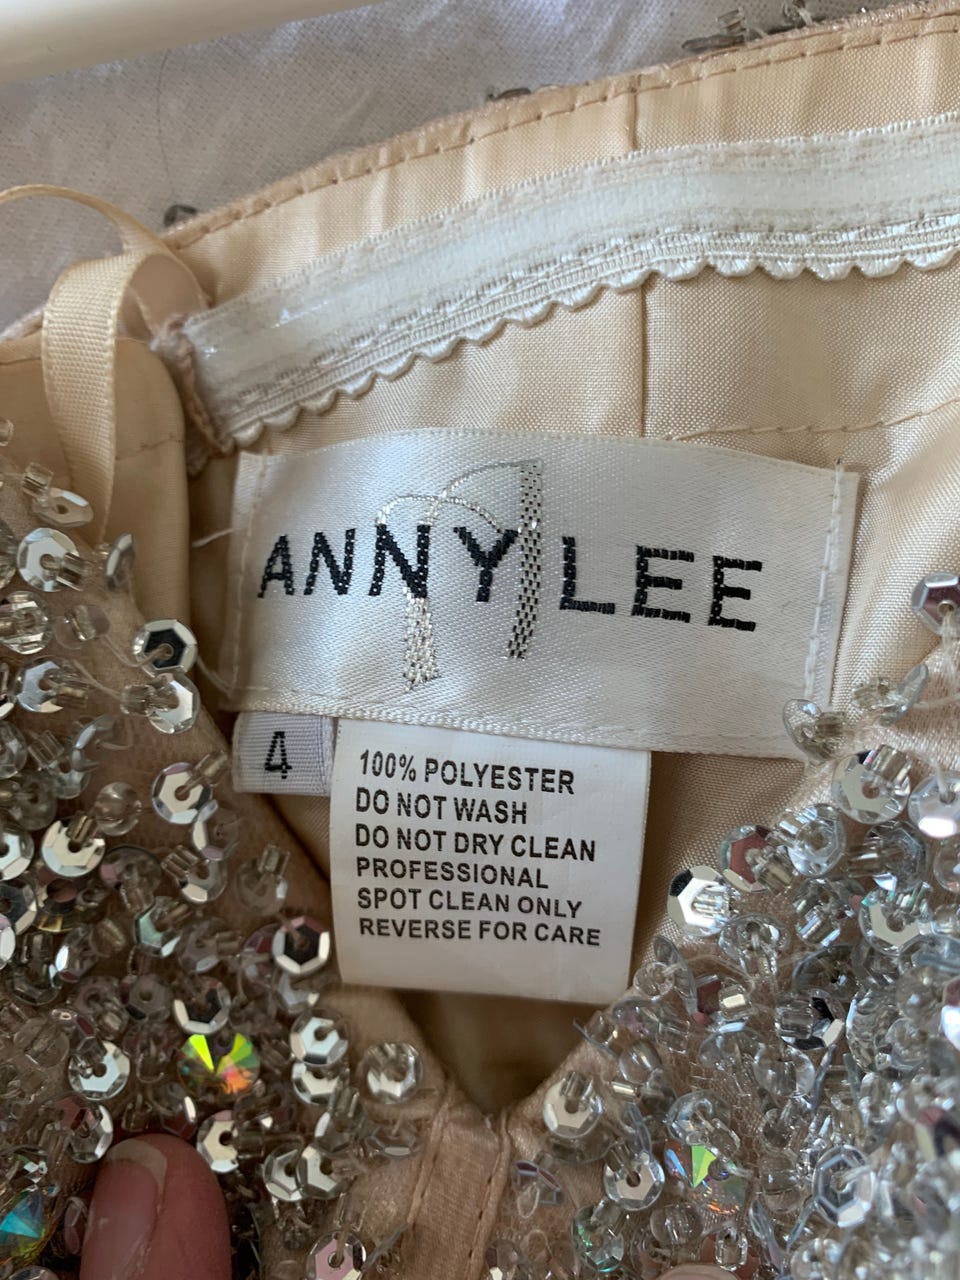 ANNY LEE
4
100% POLYESTER
DO NOT WASH
DO NOT DRY CLEAN
PROFESSIONAL
SPOT CLEAN ONLY
REVERSE FOR CARE